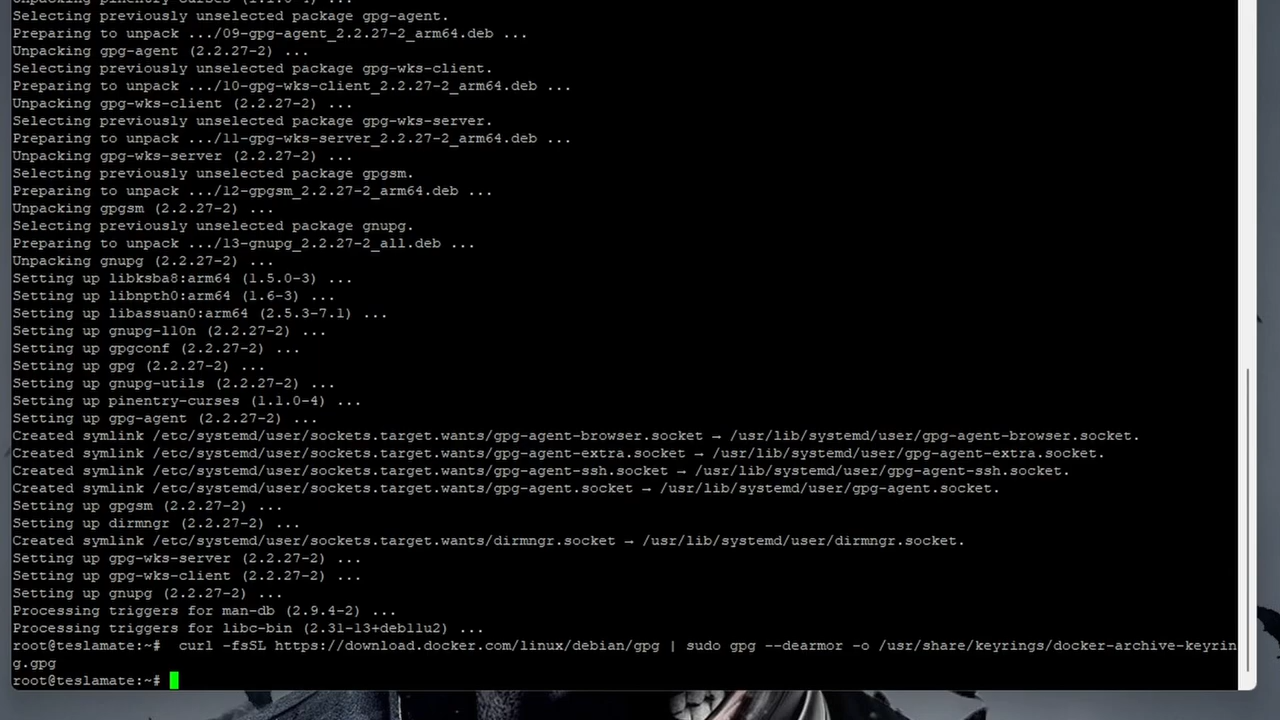 Unpacking pinentry-curses (1.1.0-4) ...
Selecting previously unselected package gpg-agent.
Preparing to unpack .../09-gpg-agent_2.2.27-2_arm64.deb ...
Unpacking gpg-agent (2.2.27-2) ...
Selecting previously unselected package gpg-wks-client.
Preparing to unpack .../10-gpg-wks-client_2.2.27-2_arm64.deb ...
Unpacking gpg-wks-client (2.2.27-2) ...
Selecting previously unselected package gpg-wks-server.
Preparing to unpack .../11-gpg-wks-server_2.2.27-2_arm64.deb ...
Unpacking gpg-wks-server (2.2.27-2) ...
Selecting previously unselected package gpgsm.
Preparing to unpack .../12-gpgsm_2.2.27-2_arm64.deb ...
Unpacking gpgsm (2.2.27-2) ...
Selecting previously unselected package gnupg.
Preparing to unpack .../13-gnupg_2.2.27-2_all.deb ...
Unpacking gnupg (2.2.27-2) ...
Setting up libksba8:arm64 (1.5.0-3) ...
Setting up libnpth0:arm64 (1.6-3) ...
Setting up libassuan0:arm64 (2.5.3-7.1) ...
Setting up gnupg-l10n (2.2.27-2) ...
Setting up gpgconf (2.2.27-2) ...
Setting up gpg (2.2.27-2) ...
Setting up gnupg-utils (2.2.27-2) ...
Setting up pinentry-curses (1.1.0-4) ...
Setting up gpg-agent (2.2.27-2) ...
Created symlink /etc/systemd/user/sockets.target.wants/gpg-agent-browser.socket → /usr/lib/systemd/user/gpg-agent-browser.socket.
Created symlink /etc/systemd/user/sockets.target.wants/gpg-agent-extra.socket → /usr/lib/systemd/user/gpg-agent-extra.socket.
Created symlink /etc/systemd/user/sockets.target.wants/gpg-agent-ssh.socket → /usr/lib/systemd/user/gpg-agent-ssh.socket.
Created symlink /etc/systemd/user/sockets.target.wants/gpg-agent.socket → /usr/lib/systemd/user/gpg-agent.socket.
Setting up gpgsm (2.2.27-2) ...
Setting up dirmngr (2.2.27-2) ...
Created symlink /etc/systemd/user/sockets.target.wants/dirmngr.socket → /usr/lib/systemd/user/dirmngr.socket.
Setting up gpg-wks-server (2.2.27-2) ...
Setting up gpg-wks-client (2.2.27-2) ...
Setting up gnupg (2.2.27-2) ...
Processing triggers for man-db (2.9.4-2) ...
Processing triggers for libc-bin (2.31-13+deb11u2) ...
root@teslamate:~#  curl -fsSL https://download.docker.com/linux/debian/gpg | sudo gpg --dearmor -o /usr/share/keyrings/docker-archive-keyrin
g.gpg
root@teslamate:~#